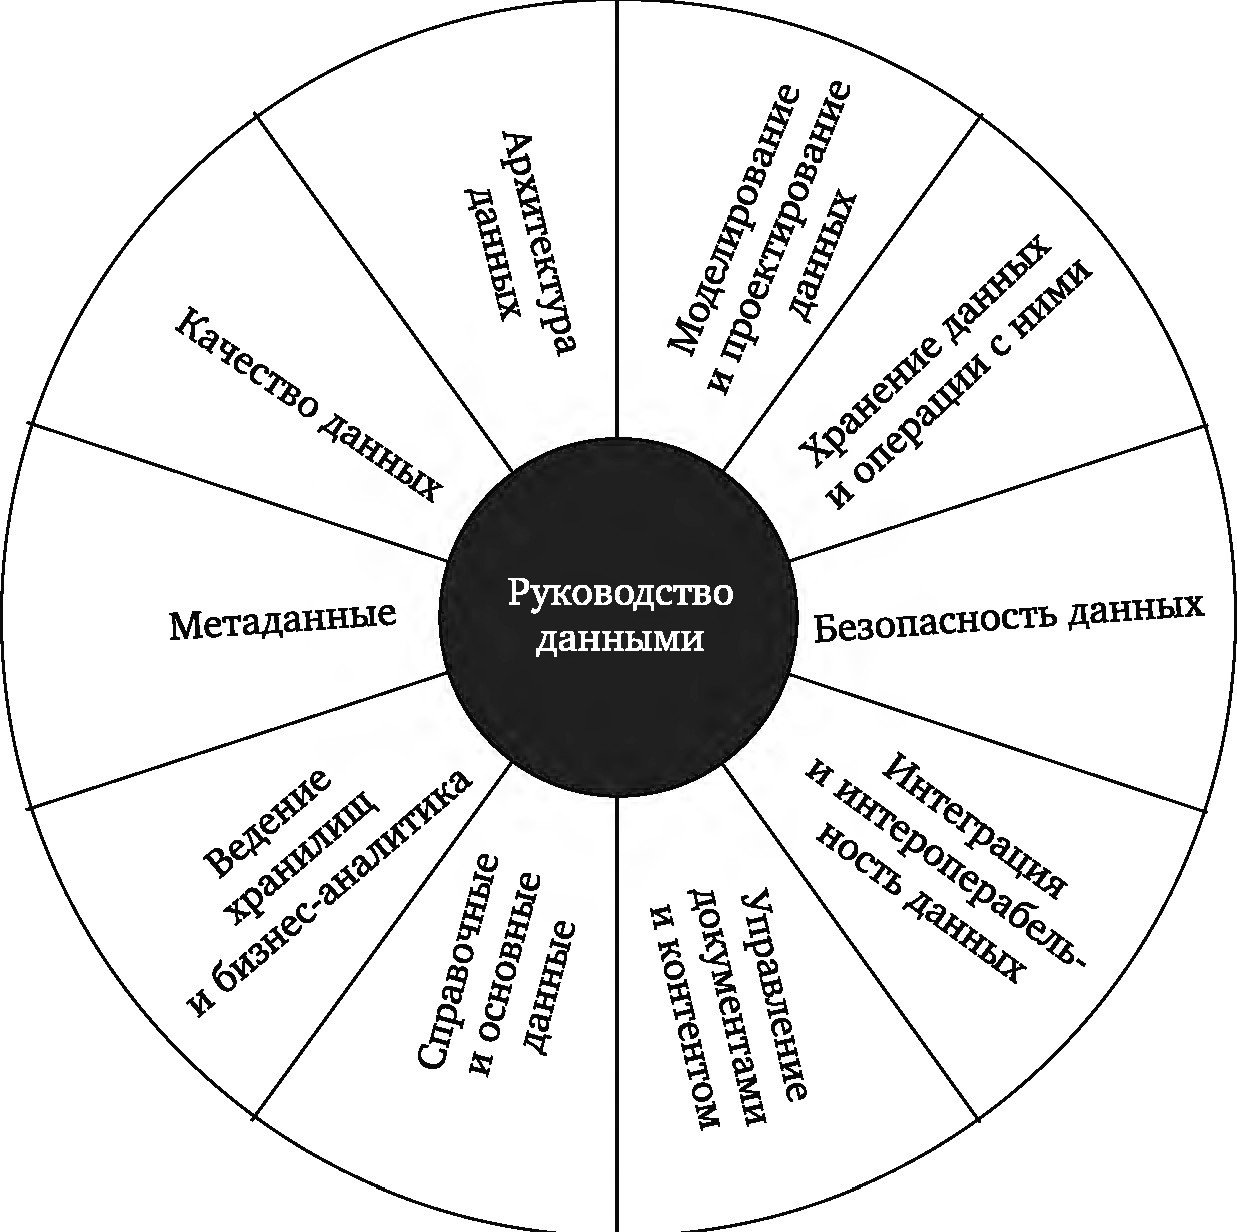 Архитектура
данных
Моделирование
и проектирование
данных
Хранение данных
и операции с ними
Безопасность данных
Интеграция
и интероперабель-
ность данных
Управление
документами
и контентом
Справочные
и основные
данные
Ведение
хранилищ
и бизнес-аналитика
Метаданные
Качество данных
Руководство
данными